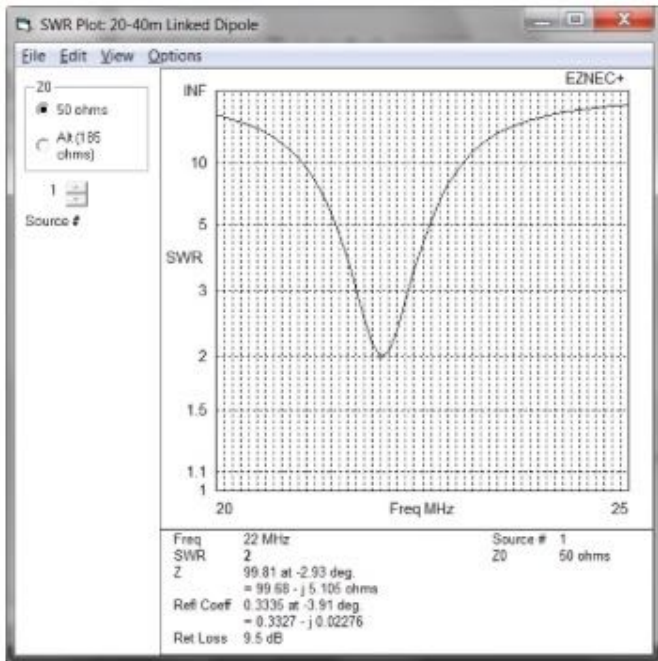 SWR Plot: 20-40m Linked Dipole
File Edit View Options
Z0
50 ohms
Alt (185 ohms)
1
Source #
EZNEC+
INF
10
5
SWR
3
2
1.5
1.1
1
20 Freq MHz 25
Freq 22 MHz Source # 1
SWR 2 Z0 50 ohms
Z 99.81 at -2.93 deg.
= 99.68 - j 5.105 ohms
Refl Coeff 0.3335 at -3.91 deg.
= 0.3327 - j 0.02276
Ret Loss 9.5 dB